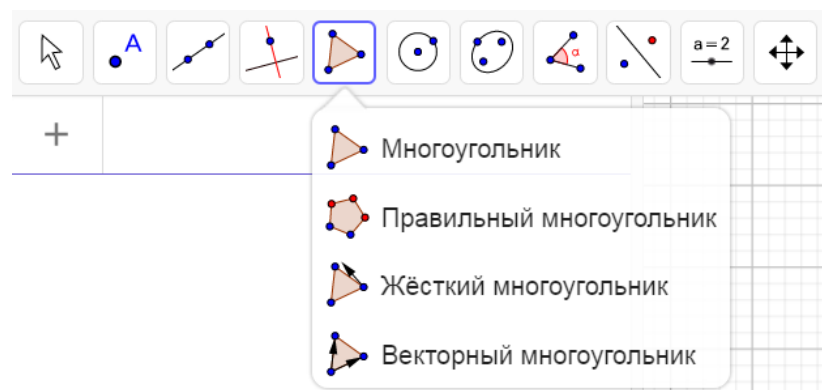 A
α
a = 2
+
Многоугольник
Правильный многоугольник
Жёсткий многоугольник
Векторный многоугольник